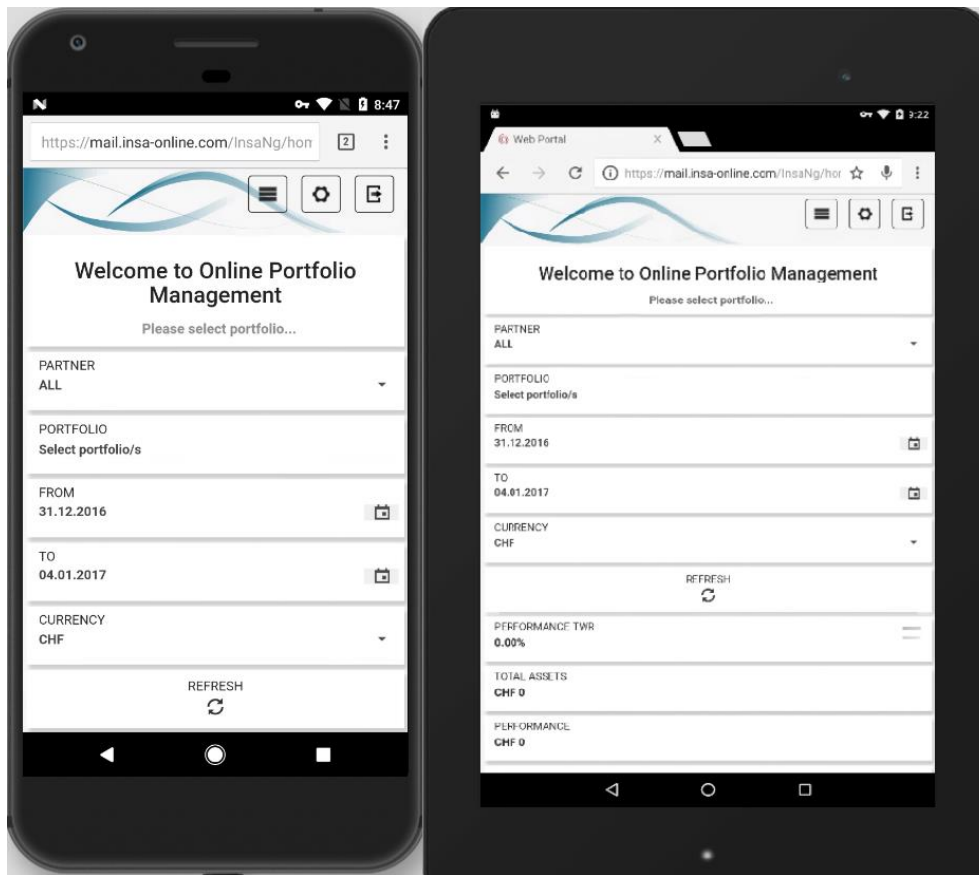 8:47
https://mail.insa-online.com/InsaNg/hom
2
Welcome to Online Portfolio
Management
Please select portfolio...
PARTNER
ALL
PORTFOLIO
Select portfolio/s
FROM
31.12.2016
TO
04.01.2017
CURRENCY
CHF
REFRESH
9:22
Web Portal
https://mail.insa-online.com/InsaNg/hor
Welcome to Online Portfolio Management
Please select portfolio...
PARTNER
ALL
PORTFOLIO
Select portfolio/s
FROM
31.12.2016
TO
04.01.2017
CURRENCY
CHF
REFRESH
PERFORMANCE TWR
0.00%
TOTAL ASSETS
CHF 0
PERFORMANCE
CHF 0